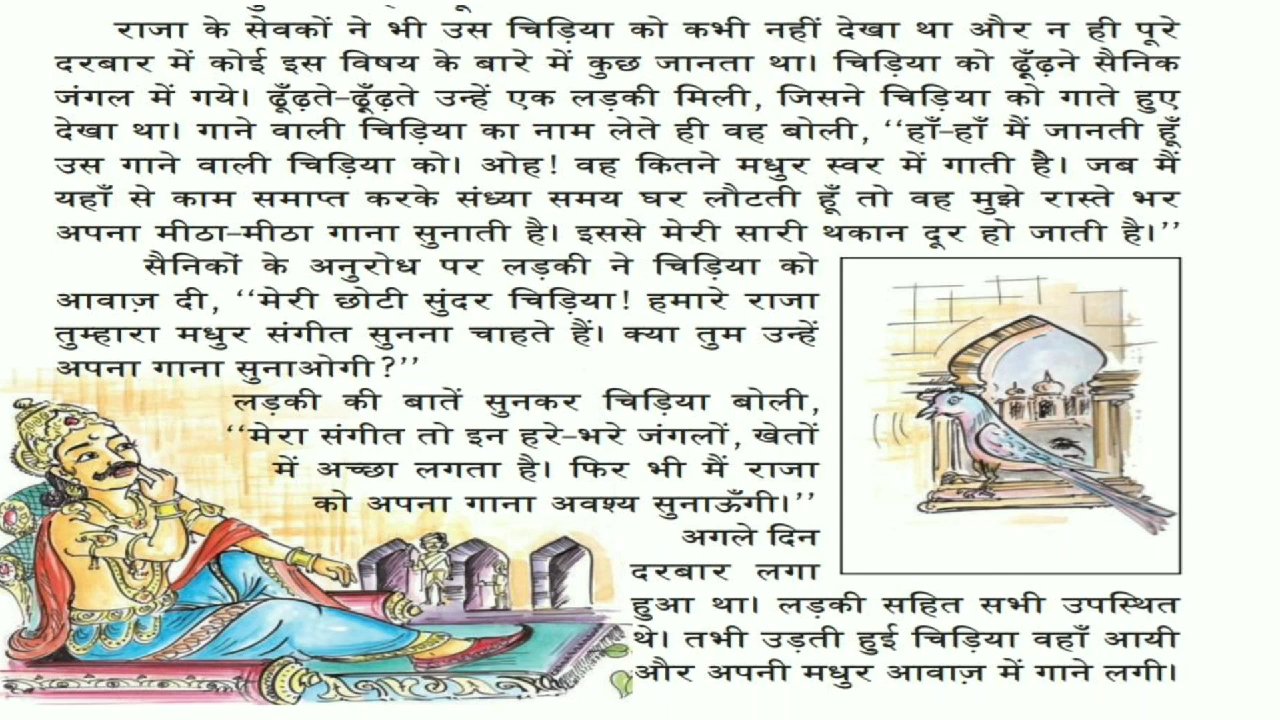 राजा के सेवकों ने भी उस चिड़िया को कभी नहीं देखा था और न ही पूरे
दरबार में कोई इस विषय के बारे में कुछ जानता था। चिड़िया को ढूँढ़ने सैनिक
जंगल में गये। ढूँढ़ते-ढूँढ़ते उन्हें एक लड़की मिली, जिसने चिड़िया को गाते हुए
देखा था। गाने वाली चिड़िया का नाम लेते ही वह बोली, ‘‘हाँ-हाँ मैं जानती हूँ
उस गाने वाली चिड़िया को। ओह! वह कितने मधुर स्वर में गाती है। जब मैं
यहाँ से काम समाप्त करके संध्या समय घर लौटती हूँ तो वह मुझे रास्ते भर
अपना मीठा-मीठा गाना सुनाती है। इससे मेरी सारी थकान दूर हो जाती है।’’
सैनिकों के अनुरोध पर लड़की ने चिड़िया को
आवाज़ दी, ‘‘मेरी छोटी सुंदर चिड़िया! हमारे राजा
तुम्हारा मधुर संगीत सुनना चाहते हैं। क्या तुम उन्हें
अपना गाना सुनाओगी?’’
लड़की की बातें सुनकर चिड़िया बोली,
‘‘मेरा संगीत तो इन हरे-भरे जंगलों, खेतों
में अच्छा लगता है। फिर भी मैं राजा
को अपना गाना अवश्य सुनाऊँगी।’’
अगले दिन
दरबार लगा
हुआ था। लड़की सहित सभी उपस्थित
थे। तभी उड़ती हुई चिड़िया वहाँ आयी
और अपनी मधुर आवाज़ में गाने लगी।